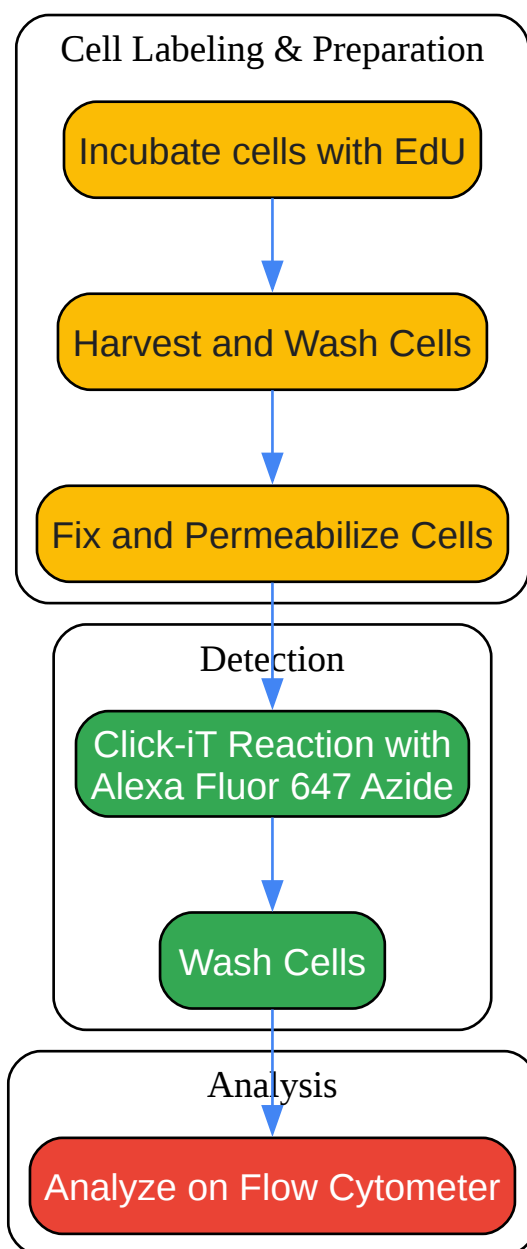 Cell Labeling & Preparation
Incubate cells with EdU
Harvest and Wash Cells
Fix and Permeabilize Cells
Detection
Click-iT Reaction with
Alexa Fluor 647 Azide
Wash Cells
Analysis
Analyze on Flow Cytometer